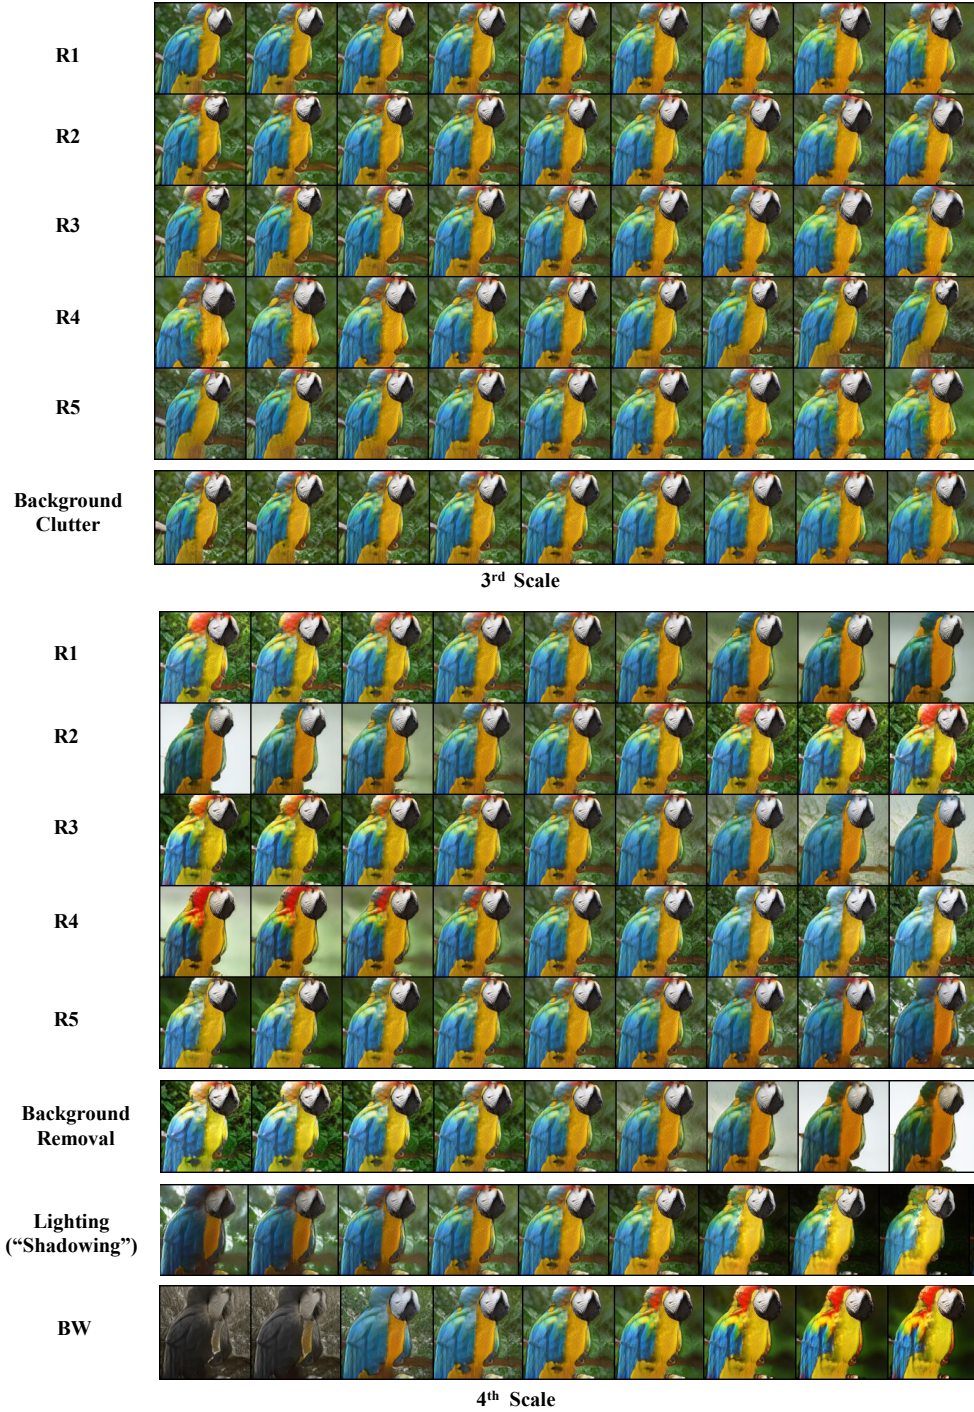 R1
R2
R3
R4
R5
Background
Clutter
3rd Scale
R1
R2
R3
R4
R5
Background
Removal
Lighting
(“Shadowing”)
BW
4th Scale